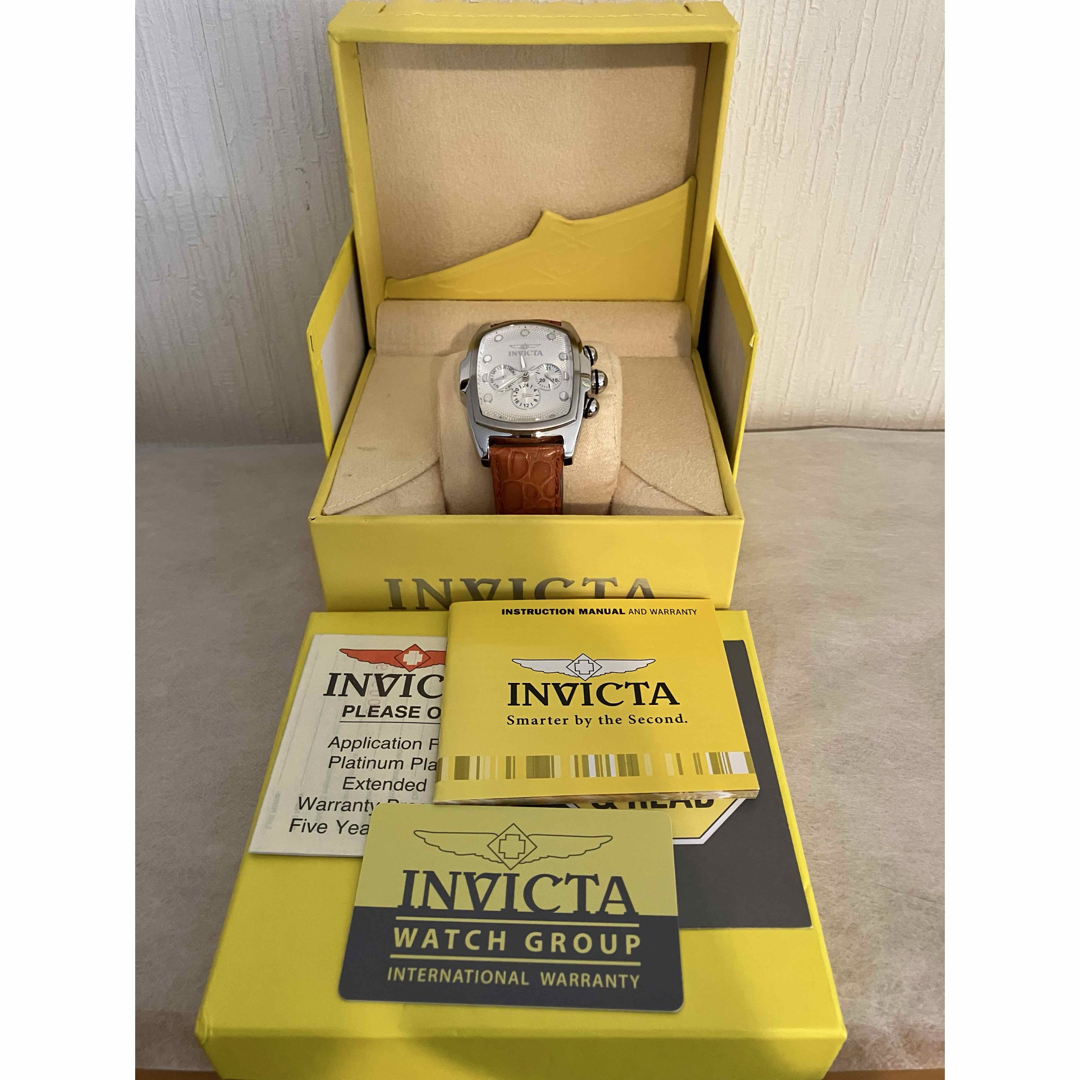 INVICTA
INVICTA
INSTRUCTION MANUAL AND WARRANTY
INVICTA
Smarter by the Second.
INVIC
PLEASE O
Application F
Platinum Pla
Extended
Warranty
Five Yea
& READ
INVICTA
WATCH GROUP
INTERNATIONAL WARRANTY